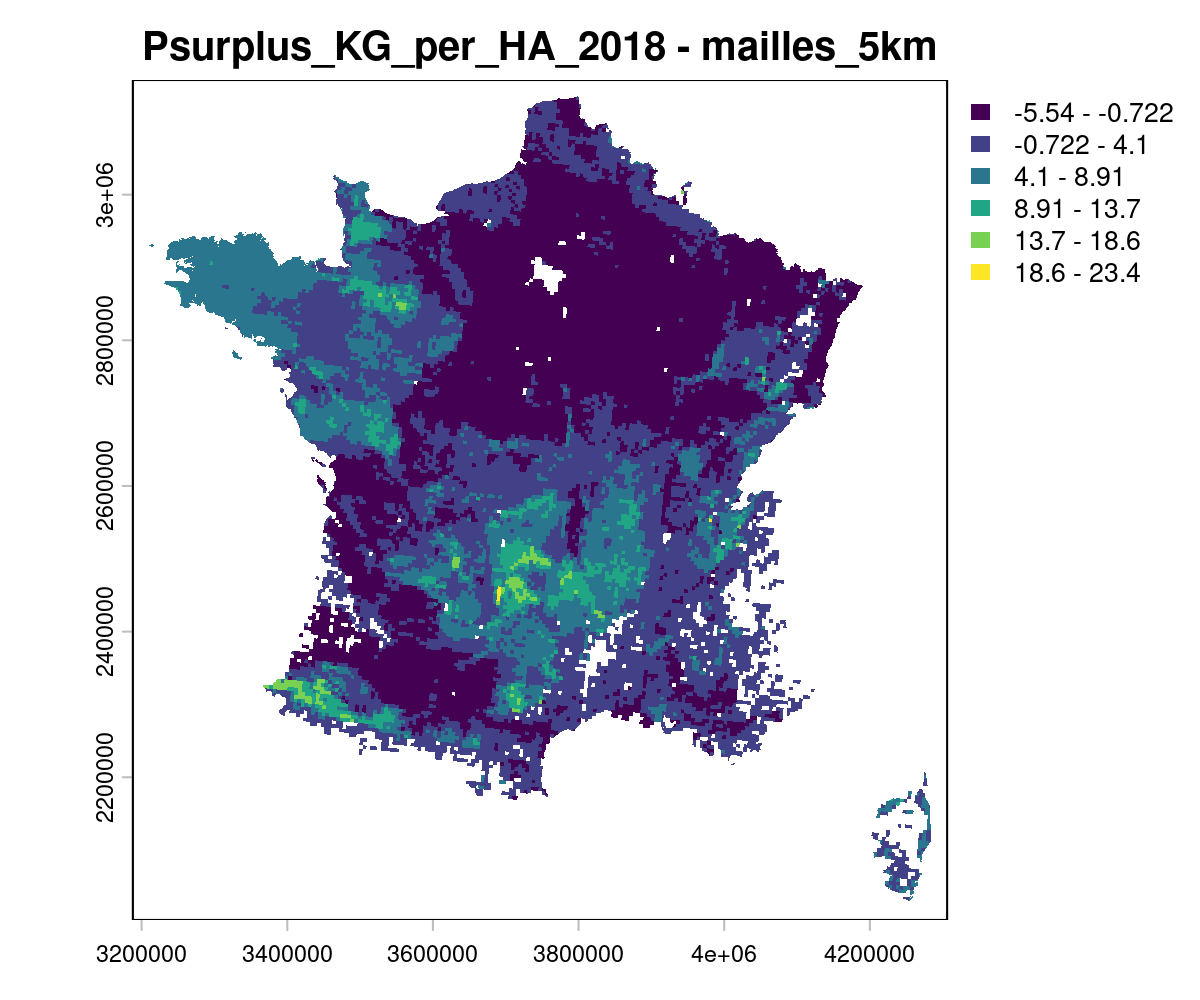 Psurplus_KG_per_HA_2018 - mailles_5km
-5.54 - -0.722
-0.722 - 4.1
4.1 - 8.91
8.91 - 13.7
13.7 - 18.6
18.6 - 23.4
3e+06
2800000
2600000
2400000
2200000
3200000 3400000 3600000 3800000 4e+06 4200000